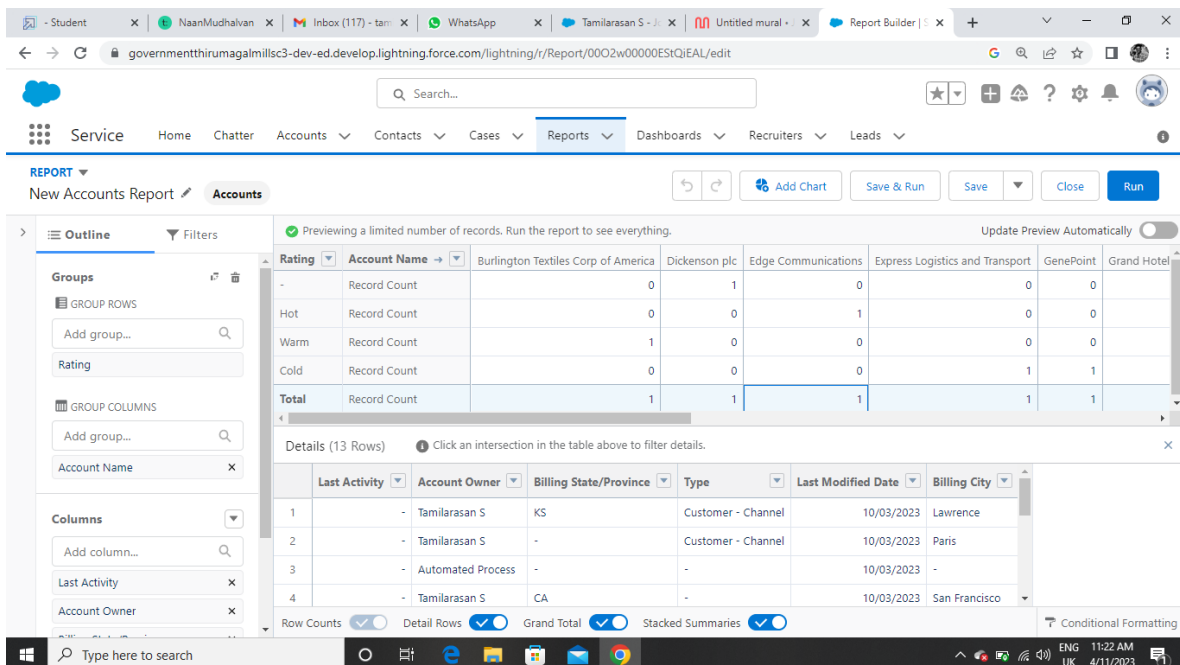 - Student
NaanMudhalvan
Inbox (117) - tam
WhatsApp
Tamilarasan S - Jo
Untitled mural •
Report Builder | S
governmentthirumagalmillsc3-dev-ed.develop.lightning.force.com/lightning/r/Report/00O2w00000EStQiEAL/edit
Search...
Service Home Chatter Accounts Contacts Cases Reports Dashboards Recruiters Leads
REPORT
New Accounts Report Accounts
Add Chart Save & Run Save Close Run
Outline Filters
Previewing a limited number of records. Run the report to see everything. Update Preview Automatically
Groups
GROUP ROWS
Add group...
Rating
GROUP COLUMNS
Add group...
Account Name
Columns
Add column...
Last Activity
Account Owner
Rating Account Name → Burlington Textiles Corp of America Dickenson plc Edge Communications Express Logistics and Transport GenePoint Grand Hotel
- Record Count 0 1 0 0 0
Hot Record Count 0 0 1 0 0
Warm Record Count 1 0 0 0 0
Cold Record Count 0 0 0 1 1
Total Record Count 1 1 1 1 1
Details (13 Rows) Click an intersection in the table above to filter details.
Last Activity Account Owner Billing State/Province Type Last Modified Date Billing City
1 - Tamilarasan S KS Customer - Channel 10/03/2023 Lawrence
2 - Tamilarasan S - Customer - Channel 10/03/2023 Paris
3 - Automated Process - - 10/03/2023 -
4 - Tamilarasan S CA - 10/03/2023 San Francisco
Row Counts Detail Rows Grand Total Stacked Summaries Conditional Formatting
Type here to search
ENG 11:22 AM
UK 4/11/2023